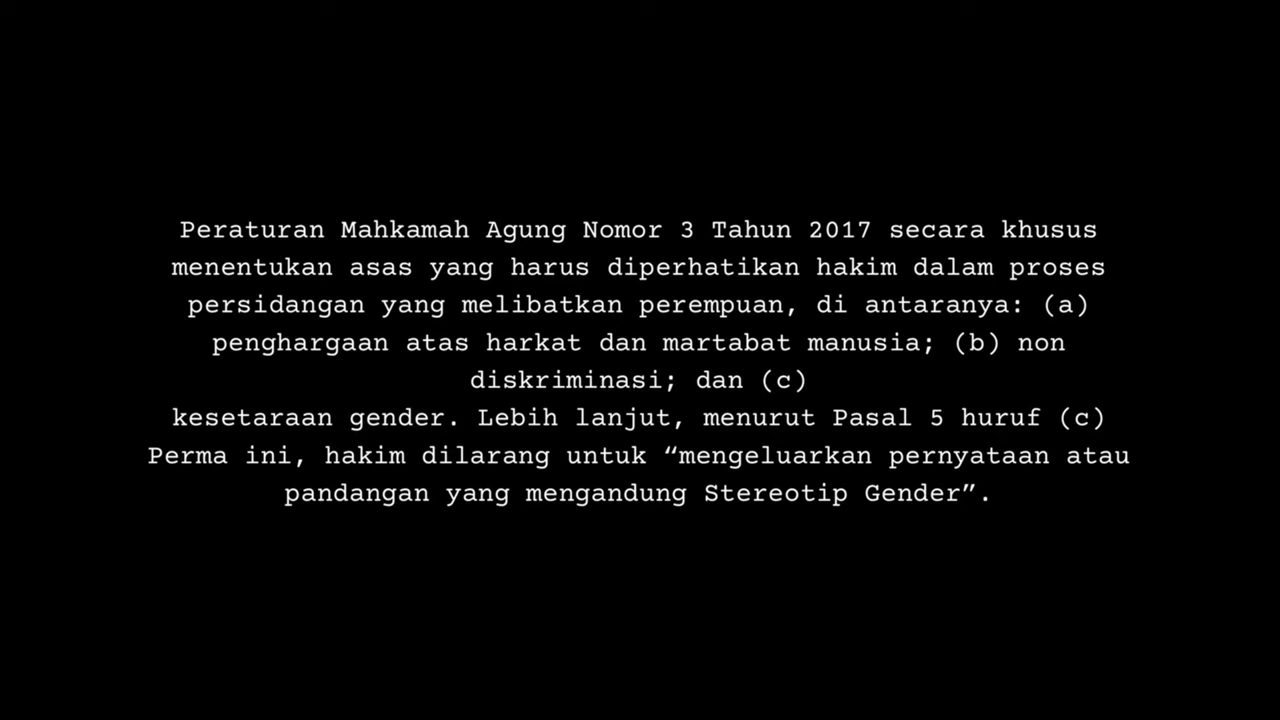 Peraturan Mahkamah Agung Nomor 3 Tahun 2017 secara khusus
menentukan asas yang harus diperhatikan hakim dalam proses
persidangan yang melibatkan perempuan, di antaranya: (a)
penghargaan atas harkat dan martabat manusia; (b) non
diskriminasi; dan (c)
kesetaraan gender. Lebih lanjut, menurut Pasal 5 huruf (c)
Perma ini, hakim dilarang untuk “mengeluarkan pernyataan atau
pandangan yang mengandung Stereotip Gender”.